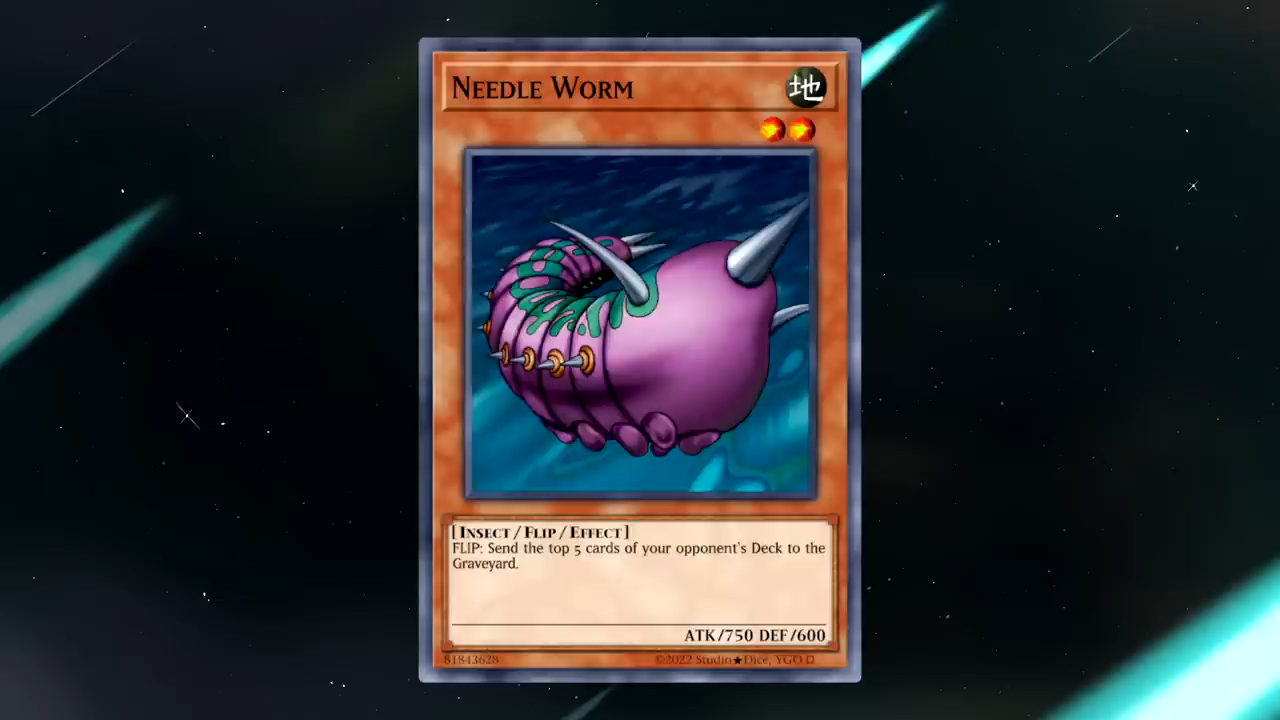 Needle Worm
地
[Insect/Flip/Effect]
FLIP: Send the top 5 cards of your opponent's Deck to the
Graveyard.
ATK/750 DEF/600
81843628
©2022 Studio★Dice, YGO Ω